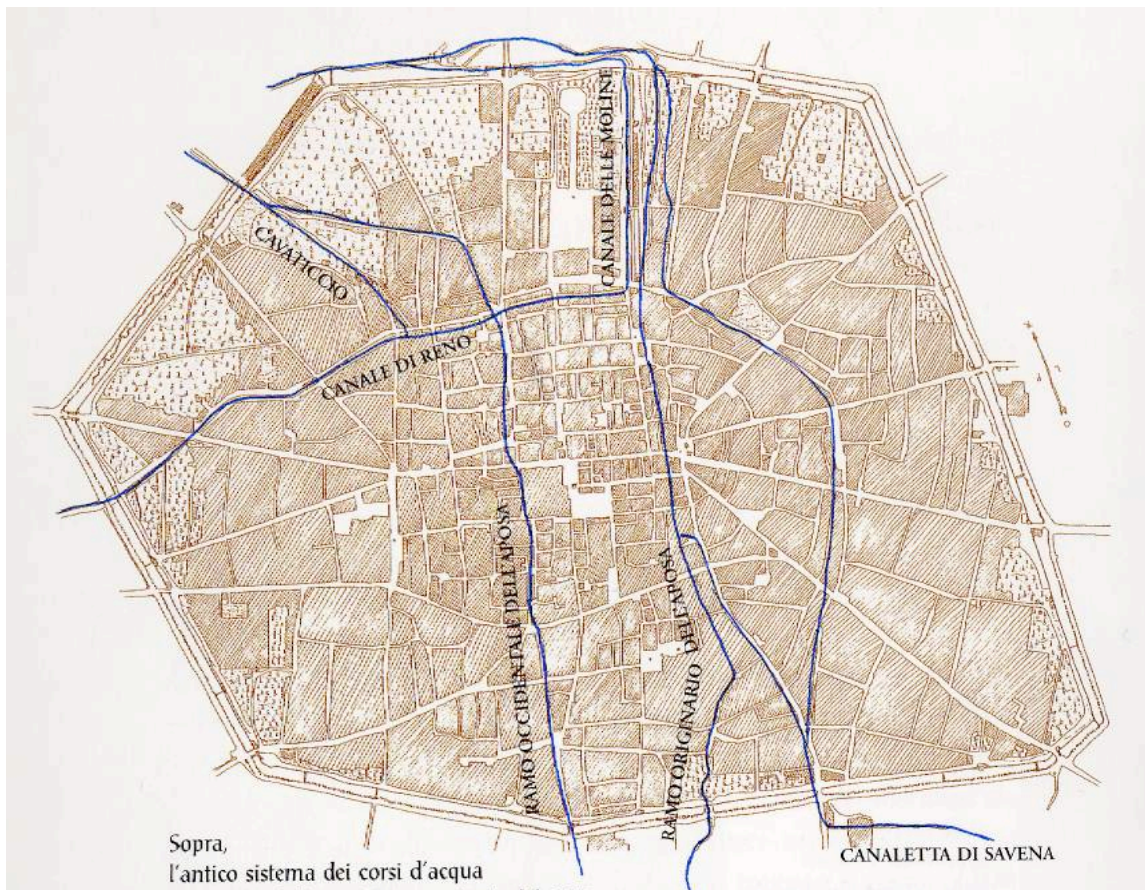 CANALE DELLE MOLINE
CAVATICCIO
CANALE DI RENO
RAMO OCCIDENTALE DELL'APOSA
RAMO ORIGINARIO DELL'APOSA
CANALETTA DI SAVENA
Sopra,
l'antico sistema dei corsi d'acqua